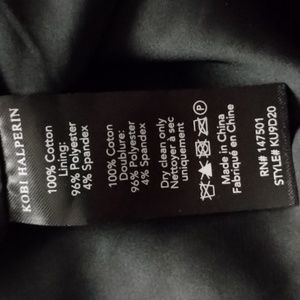 KOBI HALPERIN
100% Cotton
Lining:
96% Polyester
4% Spandex
100% Cotton
Doublure:
96% Polyester
4% Spandex
Dry clean only
Nettoyer à sec
uniquement
Made in China
Fabriqué en Chine
RN# 147501
STYLE# KU9D20